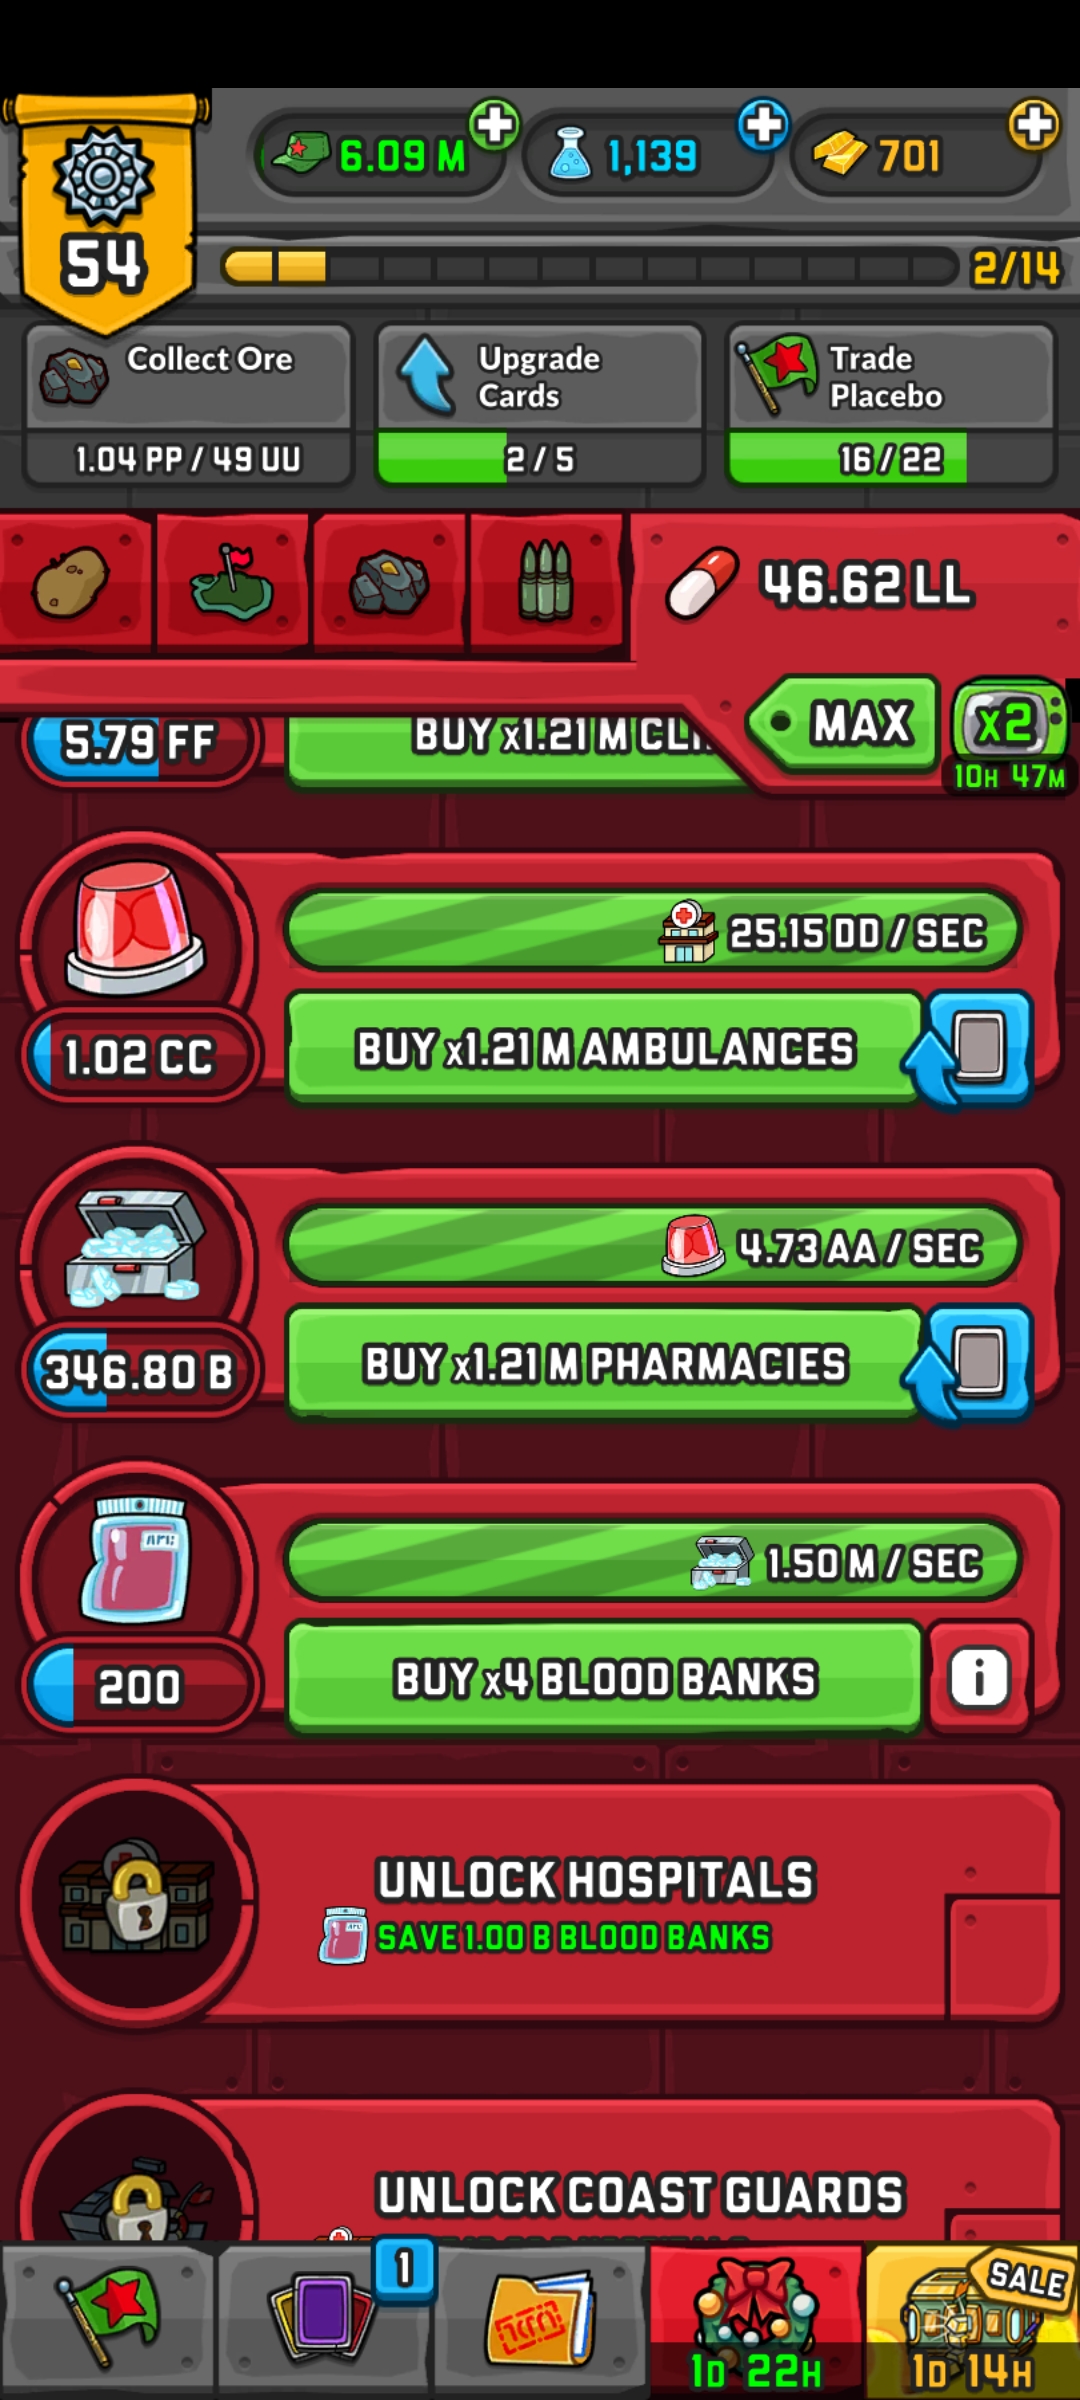 6.09 M
1,139
701
54
2/14
Collect Ore
1.04 PP / 49 UU
Upgrade
Cards
2 / 5
Trade
Placebo
16 / 22
46.62 LL
MAX
x2
10H 47M
5.79 FF
BUY x1.21 M
25.15 DD / SEC
1.02 CC
BUY x1.21 M AMBULANCES
4.73 AA / SEC
346.80 B
BUY x1.21 M PHARMACIES
1.50 M / SEC
200
BUY x4 BLOOD BANKS
i
UNLOCK HOSPITALS
SAVE 1.00 B BLOOD BANKS
UNLOCK COAST GUARDS
1
SALE
1D 22H
1D 14H